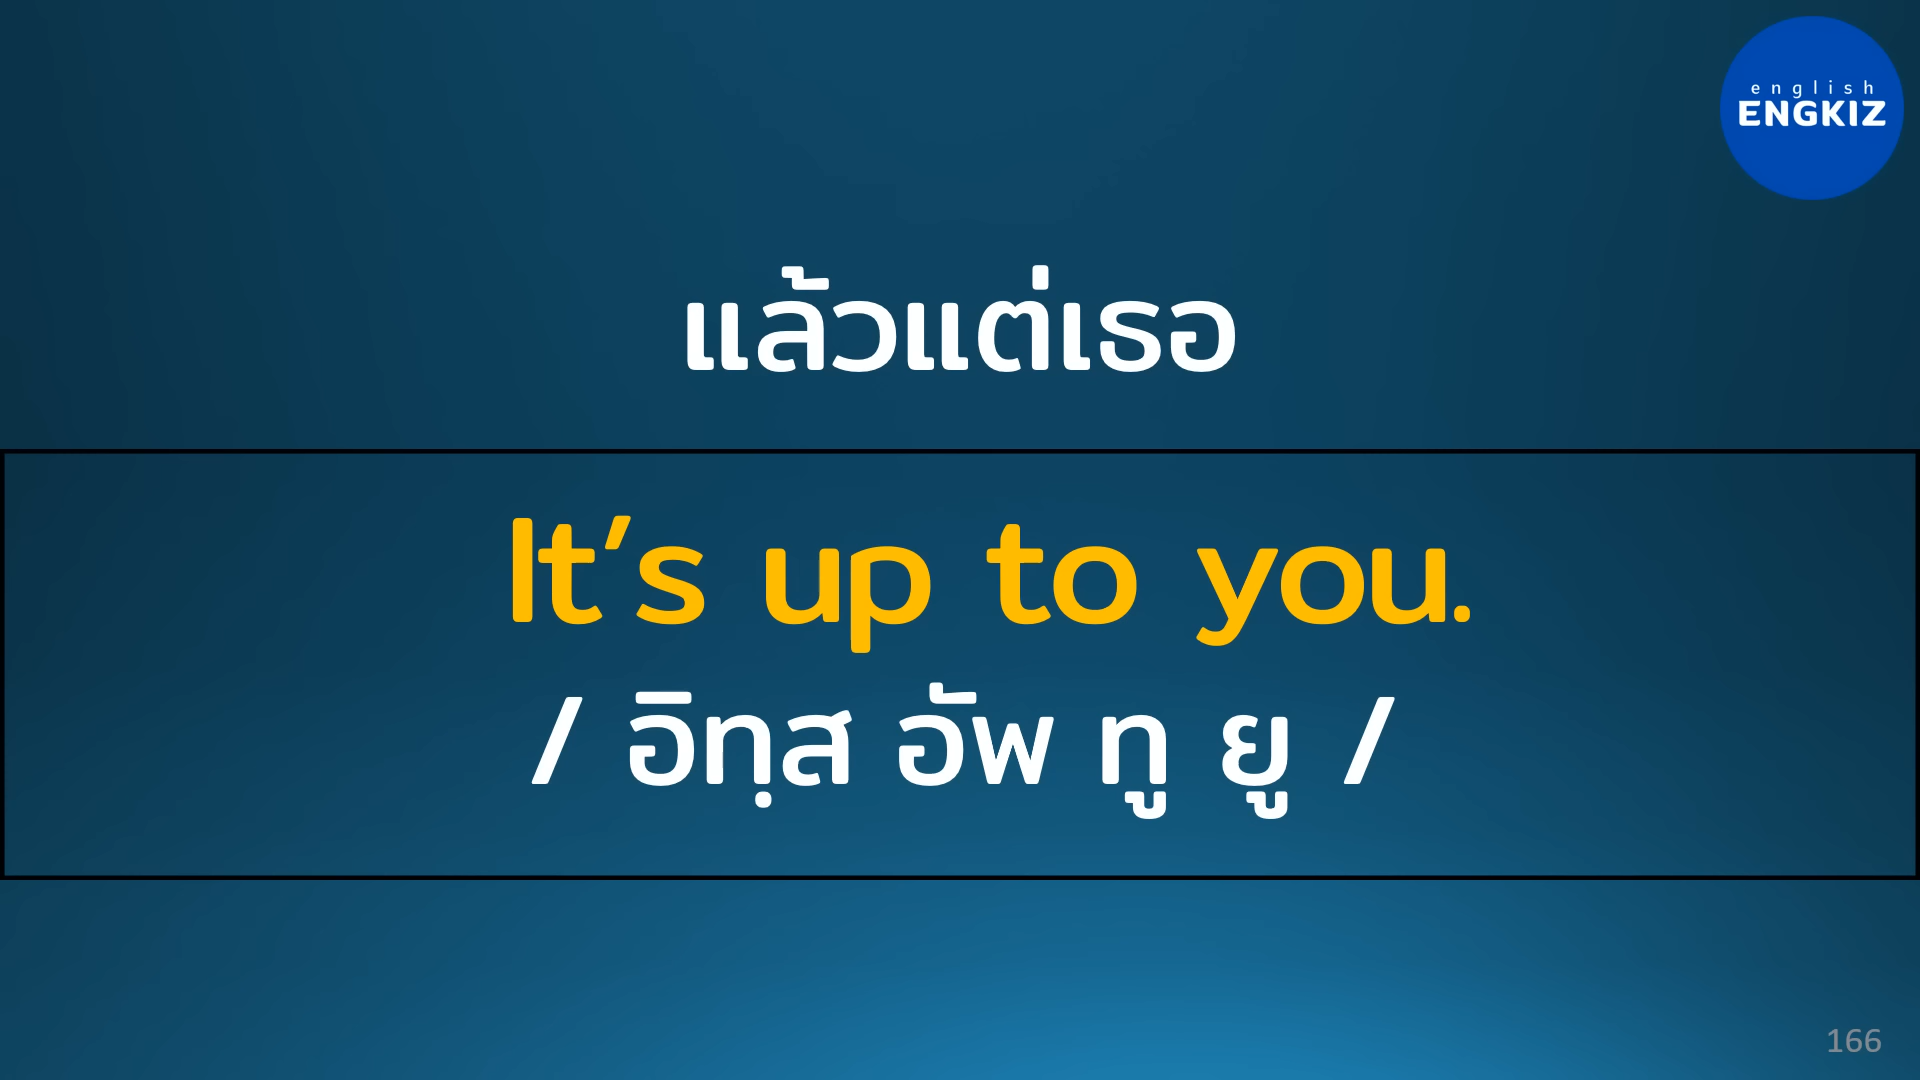 english
ENGKIZ
แล้วแต่เธอ
It’s up to you.
/ อิทฺส อัพ ทู ยู /
166